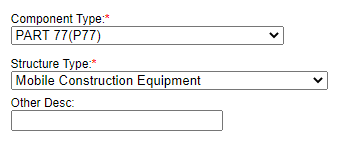 Component Type:*
PART 77(P77)
Structure Type:*
Mobile Construction Equipment
Other Desc: